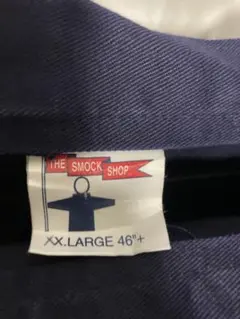 THE SMOCK SHOP
XX.LARGE 46"+